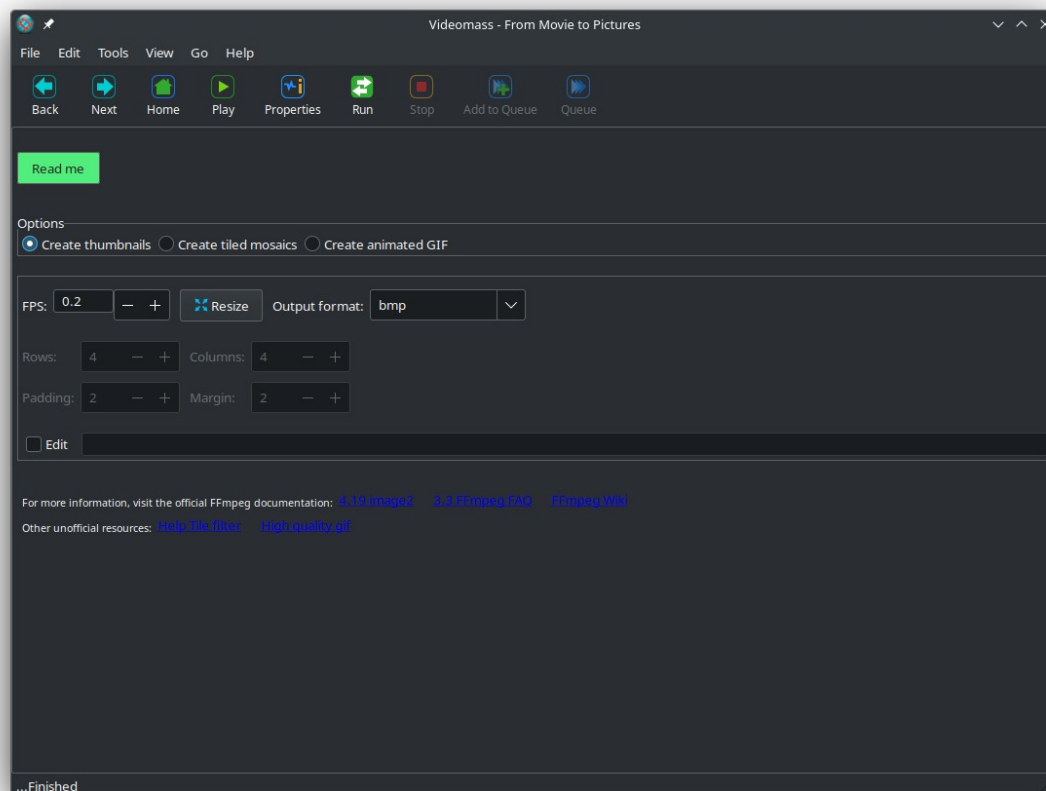 Videomass - From Movie to Pictures
File Edit Tools View Go Help
Back Next Home Play Properties Run Stop Add to Queue Queue
Read me
Options
Create thumbnails Create tiled mosaics Create animated GIF
FPS: 0.2 Resize Output format: bmp
Rows: 4 Columns: 4
Padding: 2 Margin: 2
Edit
For more information, visit the official FFmpeg documentation: 4.19 image2 3.3 FFmpeg FAQ FFmpeg Wiki
Other unofficial resources: Help Tile filter High quality gif
...Finished